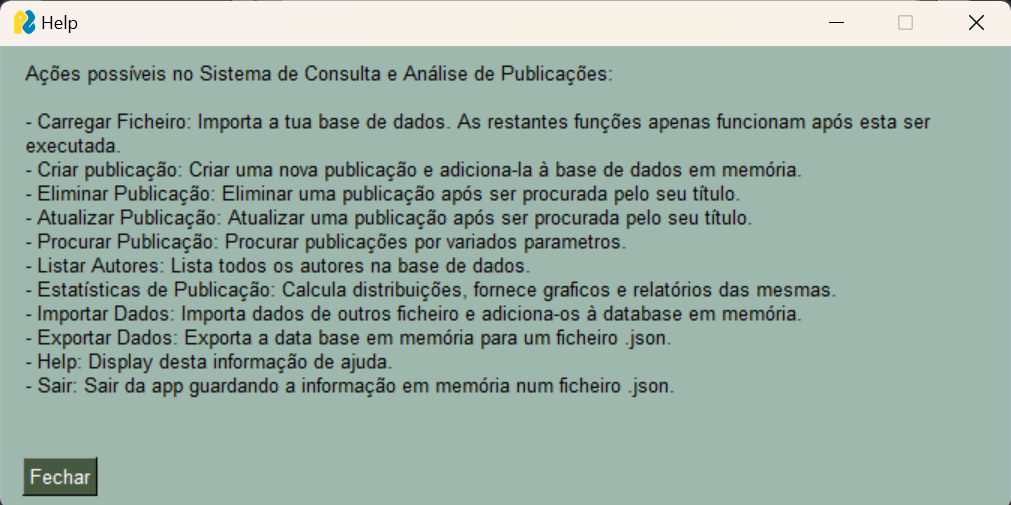 Help
Ações possíveis no Sistema de Consulta e Análise de Publicações:
- Carregar Ficheiro: Importa a tua base de dados. As restantes funções apenas funcionam após esta ser
executada.
- Criar publicação: Criar uma nova publicação e adiciona-la à base de dados em memória.
- Eliminar Publicação: Eliminar uma publicação após ser procurada pelo seu título.
- Atualizar Publicação: Atualizar uma publicação após ser procurada pelo seu título.
- Procurar Publicação: Procurar publicações por variados parametros.
- Listar Autores: Lista todos os autores na base de dados.
- Estatísticas de Publicação: Calcula distribuições, fornece graficos e relatórios das mesmas.
- Importar Dados: Importa dados de outros ficheiro e adiciona-os à database em memória.
- Exportar Dados: Exporta a data base em memória para um ficheiro .json.
- Help: Display desta informação de ajuda.
- Sair: Sair da app guardando a informação em memória num ficheiro .json.
Fechar